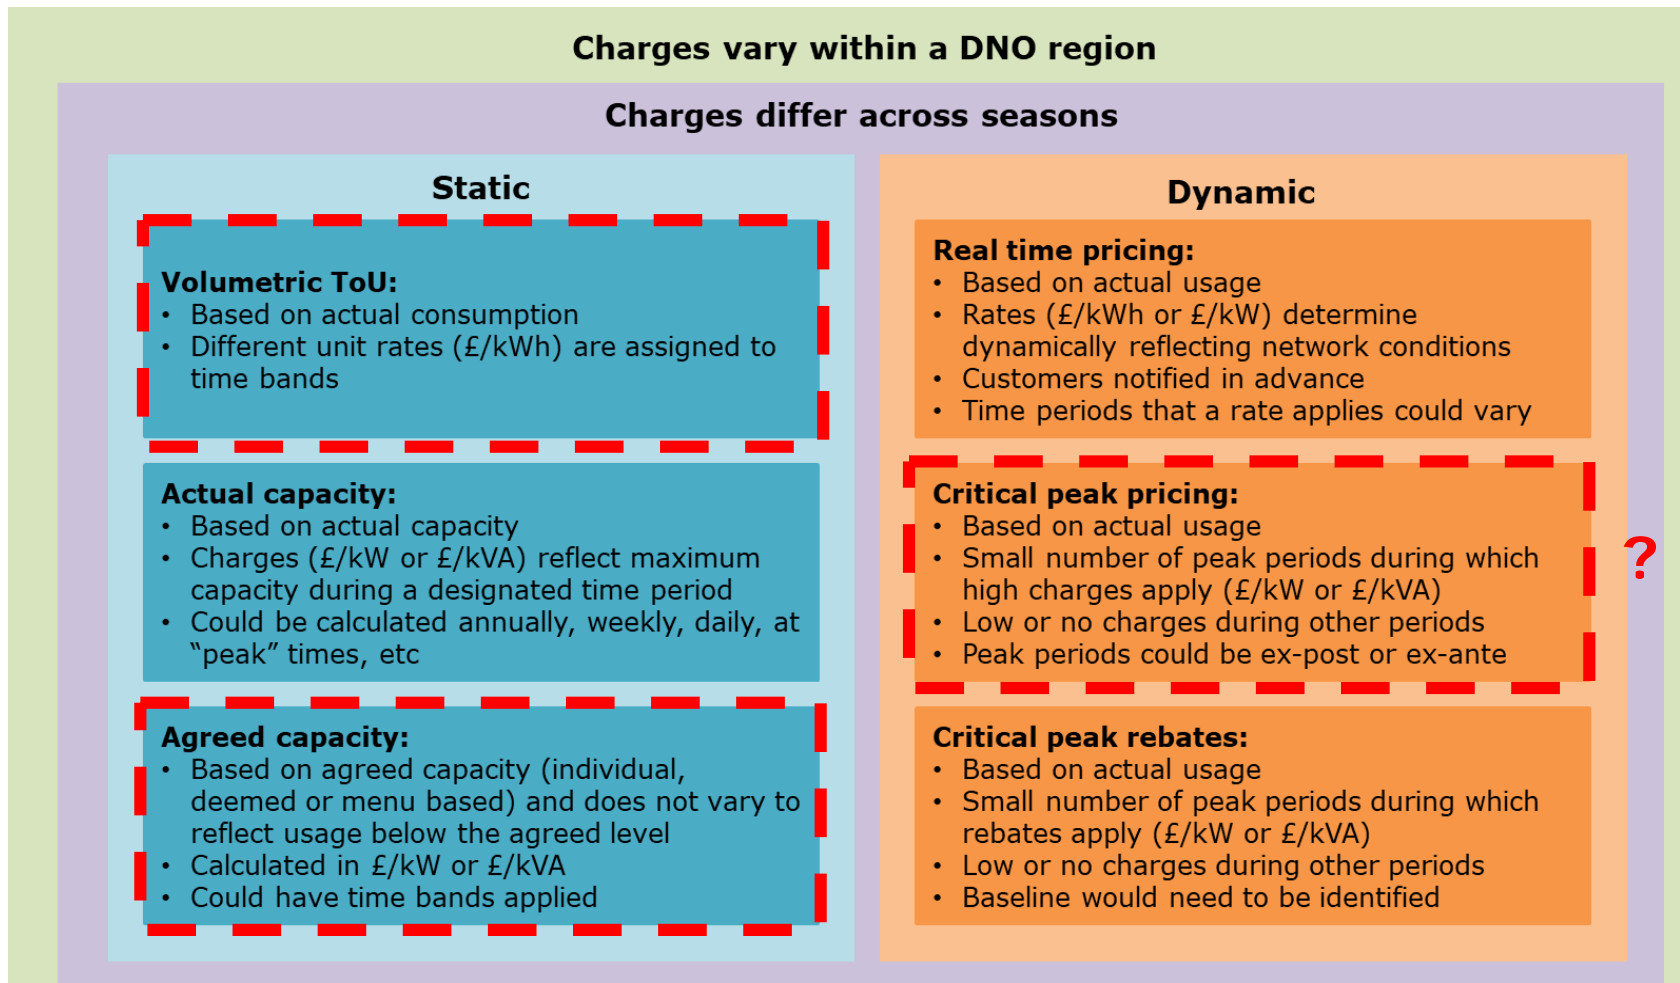 Charges vary within a DNO region
Charges differ across seasons
Static
Volumetric ToU:
• Based on actual consumption
• Different unit rates (£/kWh) are assigned to
time bands
Actual capacity:
• Based on actual capacity
• Charges (£/kW or £/kVA) reflect maximum
capacity during a designated time period
• Could be calculated annually, weekly, daily, at
“peak” times, etc
Agreed capacity:
• Based on agreed capacity (individual,
deemed or menu based) and does not vary to
reflect usage below the agreed level
• Calculated in £/kW or £/kVA
• Could have time bands applied
Dynamic
Real time pricing:
• Based on actual usage
• Rates (£/kWh or £/kW) determine
dynamically reflecting network conditions
• Customers notified in advance
• Time periods that a rate applies could vary
Critical peak pricing:
• Based on actual usage
• Small number of peak periods during which
high charges apply (£/kW or £/kVA)
• Low or no charges during other periods
• Peak periods could be ex-post or ex-ante
?
Critical peak rebates:
• Based on actual usage
• Small number of peak periods during which
rebates apply (£/kW or £/kVA)
• Low or no charges during other periods
• Baseline would need to be identified